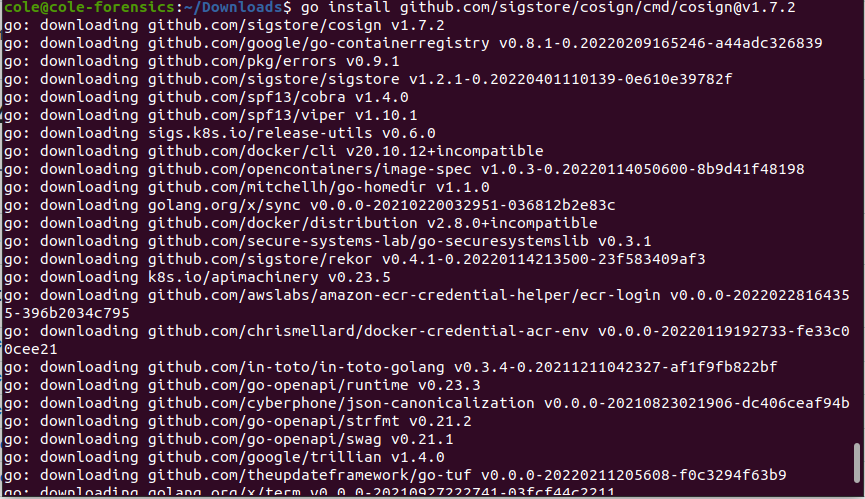 cole@cole-forensics:~/Downloads$ go install github.com/sigstore/cosign/cmd/cosign@v1.7.2
go: downloading github.com/sigstore/cosign v1.7.2
go: downloading github.com/google/go-containerregistry v0.8.1-0.20220209165246-a44adc326839
go: downloading github.com/pkg/errors v0.9.1
go: downloading github.com/sigstore/sigstore v1.2.1-0.20220401110139-0e610e39782f
go: downloading github.com/spf13/cobra v1.4.0
go: downloading github.com/spf13/viper v1.10.1
go: downloading sigs.k8s.io/release-utils v0.6.0
go: downloading github.com/docker/cli v20.10.12+incompatible
go: downloading github.com/opencontainers/image-spec v1.0.3-0.20220114050600-8b9d41f48198
go: downloading github.com/mitchellh/go-homedir v1.1.0
go: downloading golang.org/x/sync v0.0.0-20210220032951-036812b2e83c
go: downloading github.com/docker/distribution v2.8.0+incompatible
go: downloading github.com/secure-systems-lab/go-securesystemslib v0.3.1
go: downloading github.com/sigstore/rekor v0.4.1-0.20220114213500-23f583409af3
go: downloading k8s.io/apimachinery v0.23.5
go: downloading github.com/awslabs/amazon-ecr-credential-helper/ecr-login v0.0.0-2022022816435
5-396b2034c795
go: downloading github.com/chrismellard/docker-credential-acr-env v0.0.0-20220119192733-fe33c0
0cee21
go: downloading github.com/in-toto/in-toto-golang v0.3.4-0.20211211042327-af1f9fb822bf
go: downloading github.com/go-openapi/runtime v0.23.3
go: downloading github.com/cyberphone/json-canonicalization v0.0.0-20210823021906-dc406ceaf94b
go: downloading github.com/go-openapi/strfmt v0.21.2
go: downloading github.com/go-openapi/swag v0.21.1
go: downloading github.com/google/trillian v1.4.0
go: downloading github.com/theupdateframework/go-tuf v0.0.0-20220211205608-f0c3294f63b9
go: downloading golang.org/x/term v0.0.0-20210927222741-03fcf44c2211